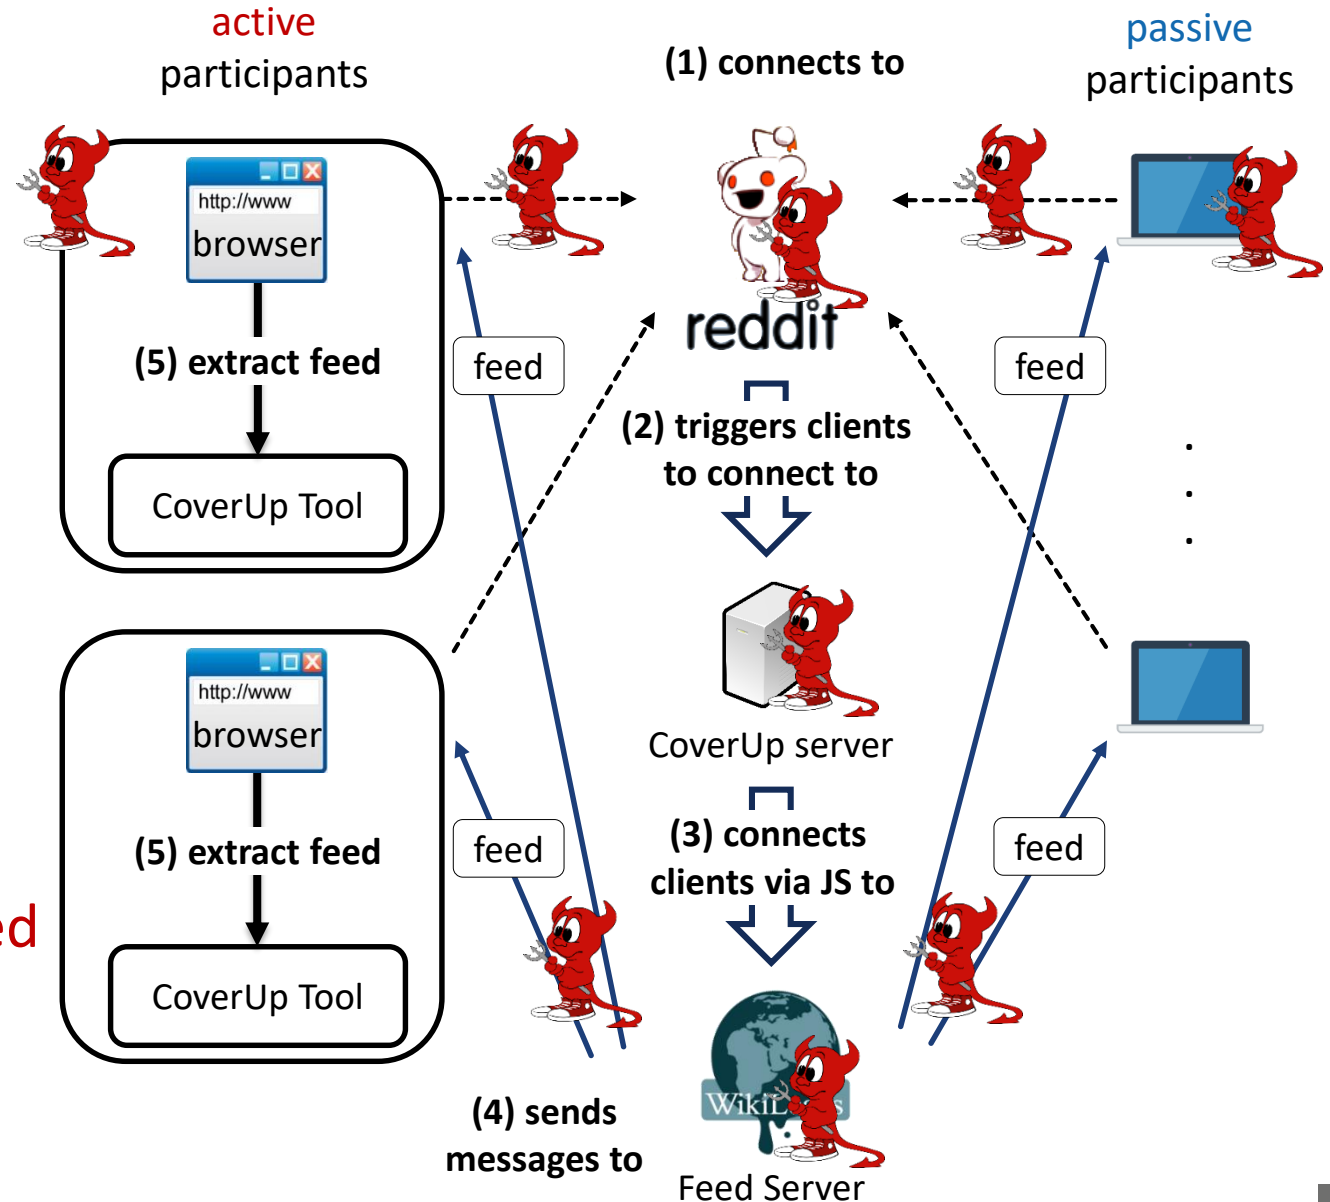 active
participants
(1) connects to
passive
participants
http://www
browser
(5) extract feed
CoverUp Tool
reddit
feed
feed
(2) triggers clients
to connect to
.
.
.
http://www
browser
(5) extract feed
CoverUp Tool
CoverUp server
(3) connects
clients via JS to
feed
feed
ed
(4) sends
messages to
Feed Server